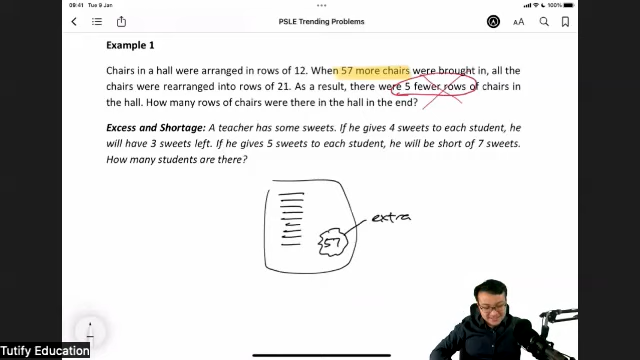 09:41 Tue 9 Jan
PSLE Trending Problems
AA
Example 1
Chairs in a hall were arranged in rows of 12. When 57 more chairs were brought in, all the
chairs were rearranged into rows of 21. As a result, there were 5 fewer rows of chairs in
the hall. How many rows of chairs were there in the hall in the end?
Excess and Shortage: A teacher has some sweets. If he gives 4 sweets to each student, he
will have 3 sweets left. If he gives 5 sweets to each student, he will be short of 7 sweets.
How many students are there?
extra
57
Tutify Education